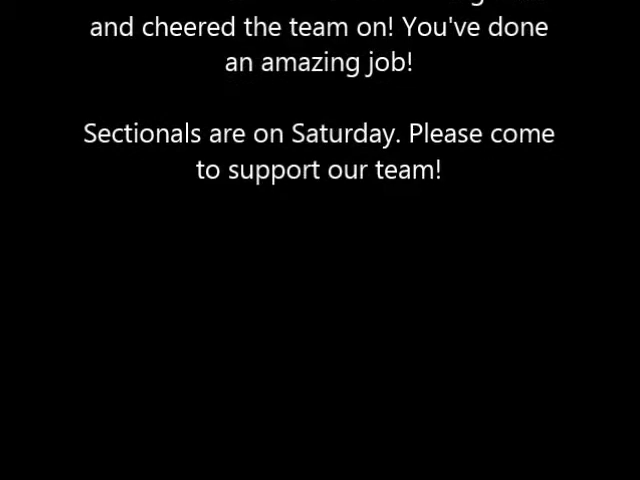 and cheered the team on! You've done
an amazing job!
Sectionals are on Saturday. Please come
to support our team!